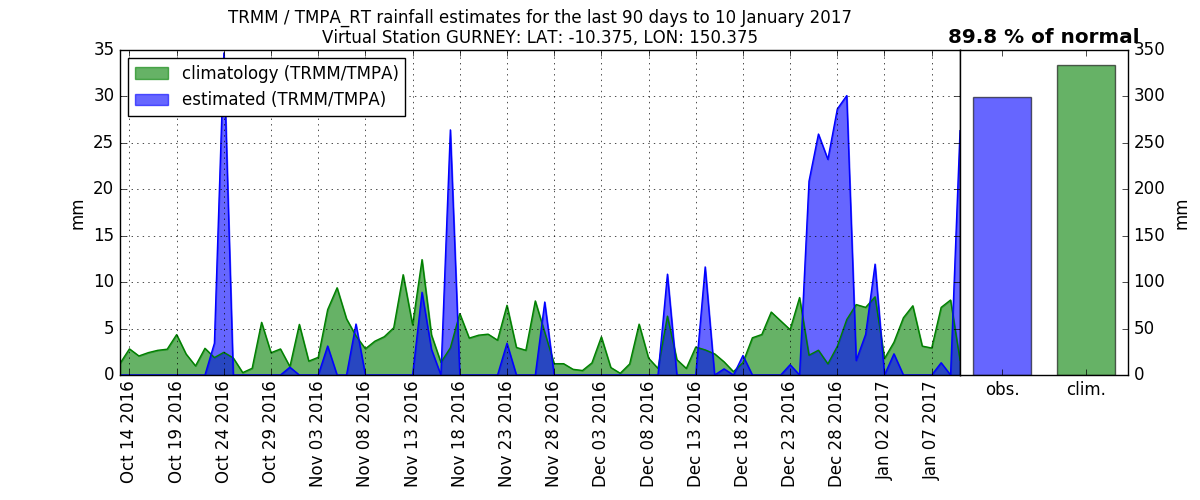 TRMM / TMPA_RT rainfall estimates for the last 90 days to 10 January 2017
Virtual Station GURNEY: LAT: -10.375, LON: 150.375
89.8 % of normal
climatology (TRMM/TMPA)
estimated (TRMM/TMPA)
35
30
25
20
15
10
5
0
mm
Oct 14 2016
Oct 19 2016
Oct 24 2016
Oct 29 2016
Nov 03 2016
Nov 08 2016
Nov 13 2016
Nov 18 2016
Nov 23 2016
Nov 28 2016
Dec 03 2016
Dec 08 2016
Dec 13 2016
Dec 18 2016
Dec 23 2016
Dec 28 2016
Jan 02 2017
Jan 07 2017
obs.
clim.
350
300
250
200
150
100
50
0
mm